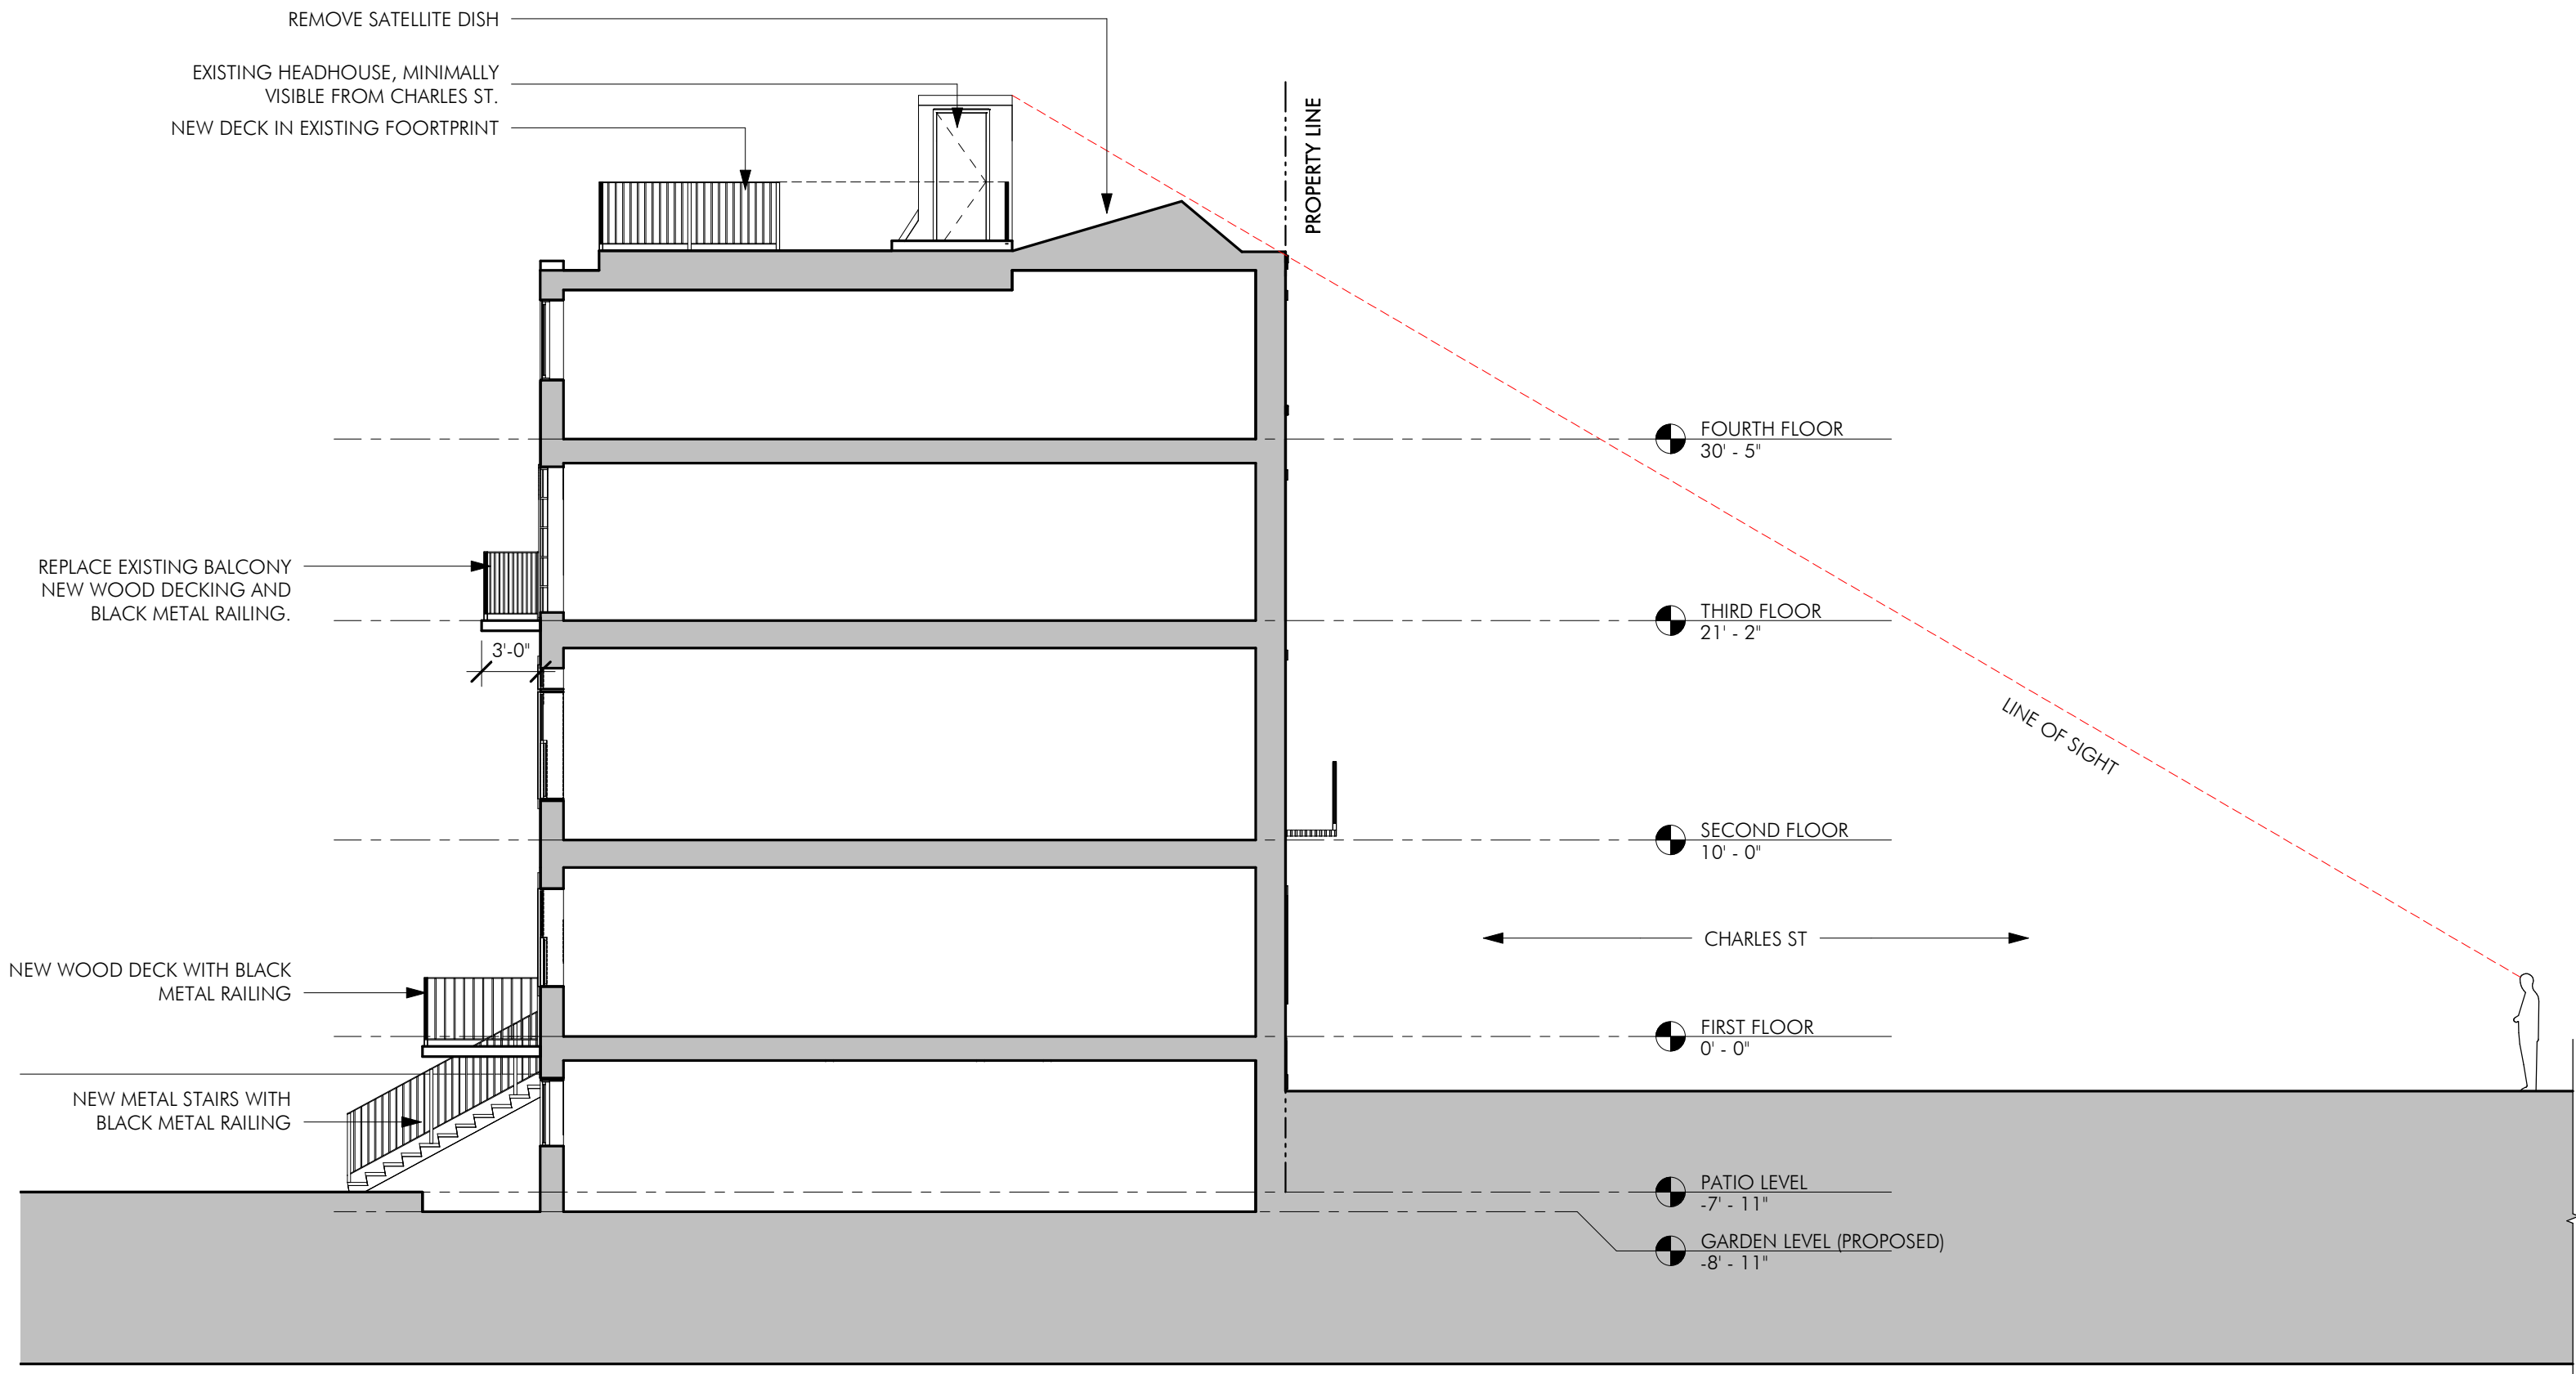 REMOVE SATELLITE DISH
EXISTING HEADHOUSE, MINIMALLY
VISIBLE FROM CHARLES ST.
NEW DECK IN EXISTING FOORTPRINT
PROPERTY LINE
FOURTH FLOOR
30' - 5"
REPLACE EXISTING BALCONY
NEW WOOD DECKING AND
BLACK METAL RAILING.
THIRD FLOOR
21' - 2"
3'-0"
LINE OF SIGHT
SECOND FLOOR
10' - 0"
CHARLES ST
NEW WOOD DECK WITH BLACK
METAL RAILING
FIRST FLOOR
0' - 0"
NEW METAL STAIRS WITH
BLACK METAL RAILING
PATIO LEVEL
-7' - 11"
GARDEN LEVEL (PROPOSED)
-8' - 11"